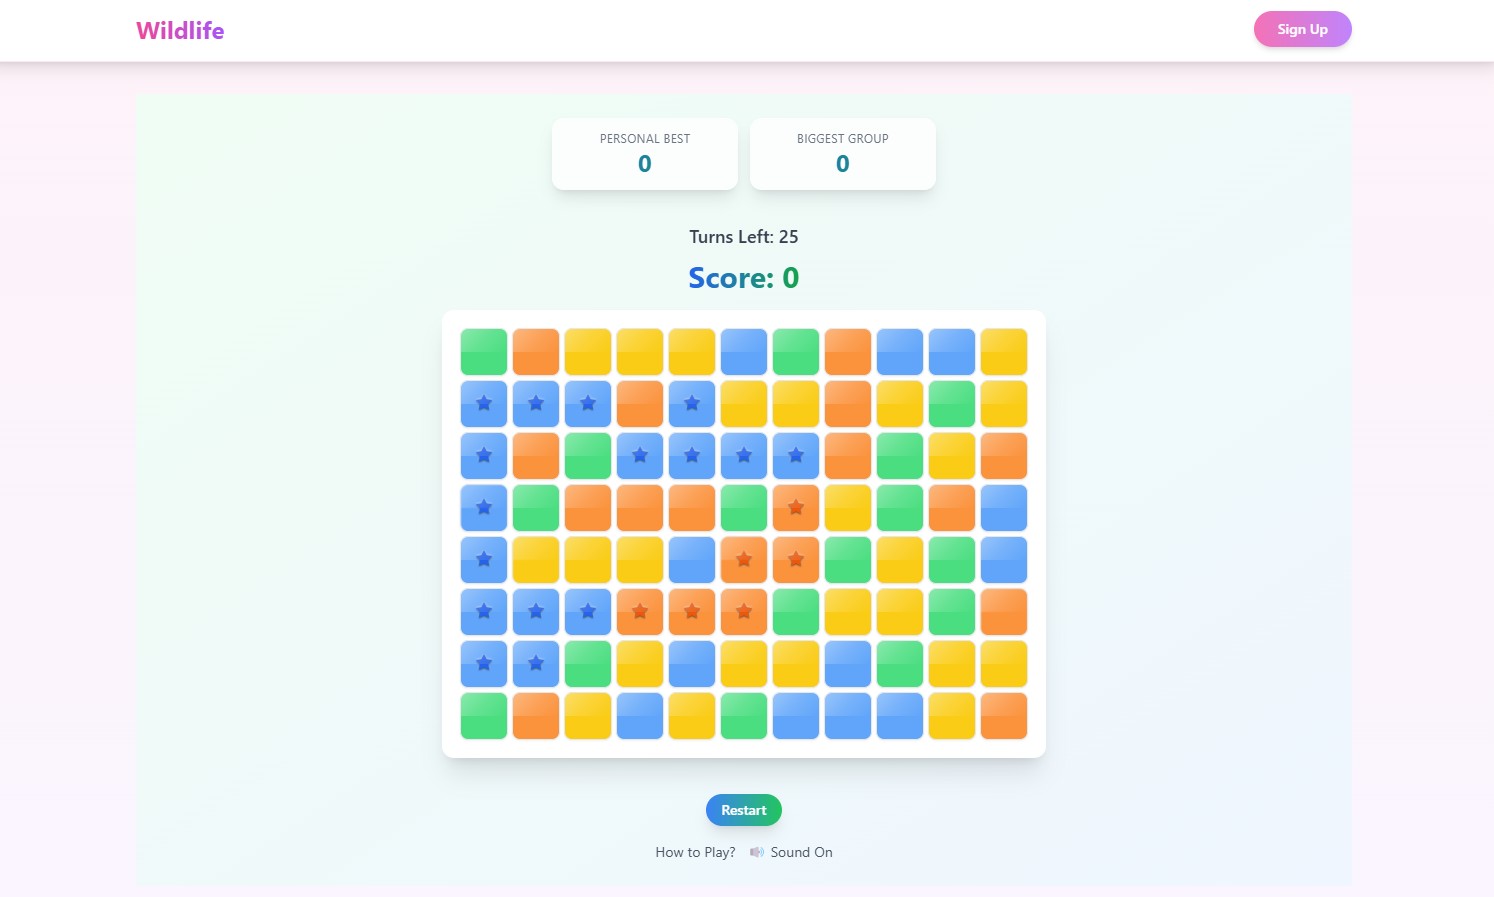 Wildlife
Sign Up
PERSONAL BEST
0
BIGGEST GROUP
0
Turns Left: 25
Score: 0
Restart
How to Play?
Sound On